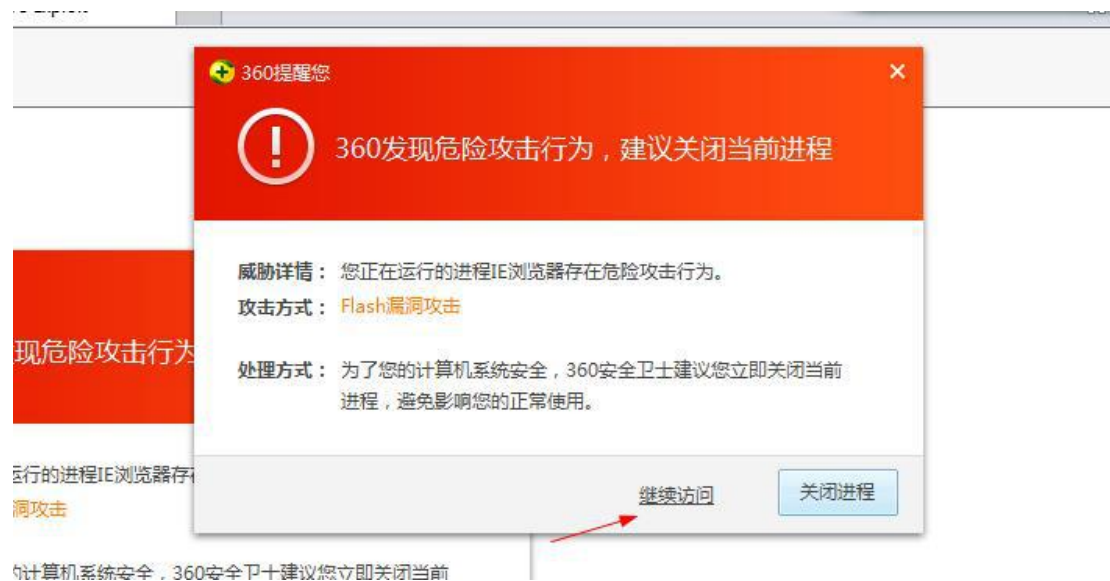 360提醒您
360发现危险攻击行为，建议关闭当前进程
威胁详情： 您正在运行的进程IE浏览器存在危险攻击行为。
攻击方式： Flash漏洞攻击
现危险攻击行为
处理方式： 为了您的计算机系统安全，360安全卫士建议您立即关闭当前
进程，避免影响您的正常使用。
运行的进程IE浏览器存
继续访问
关闭进程
洞攻击
的计算机系统安全，360安全卫士建议您立即关闭当前